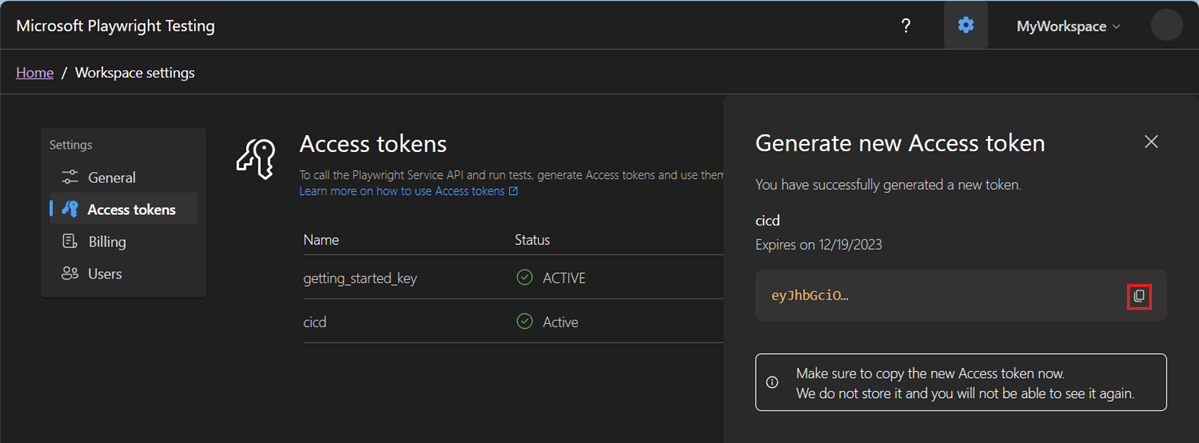 Microsoft Playwright Testing
?
MyWorkspace
Home / Workspace settings
Settings
General
Access tokens
Billing
Users
Access tokens
To call the Playwright Service API and run tests, generate Access tokens and use them
Learn more on how to use Access tokens
Name Status
getting_started_key ACTIVE
cicd Active
Generate new Access token
You have successfully generated a new token.
cicd
Expires on 12/19/2023
eyJhbGciO…
Make sure to copy the new Access token now.
We do not store it and you will not be able to see it again.